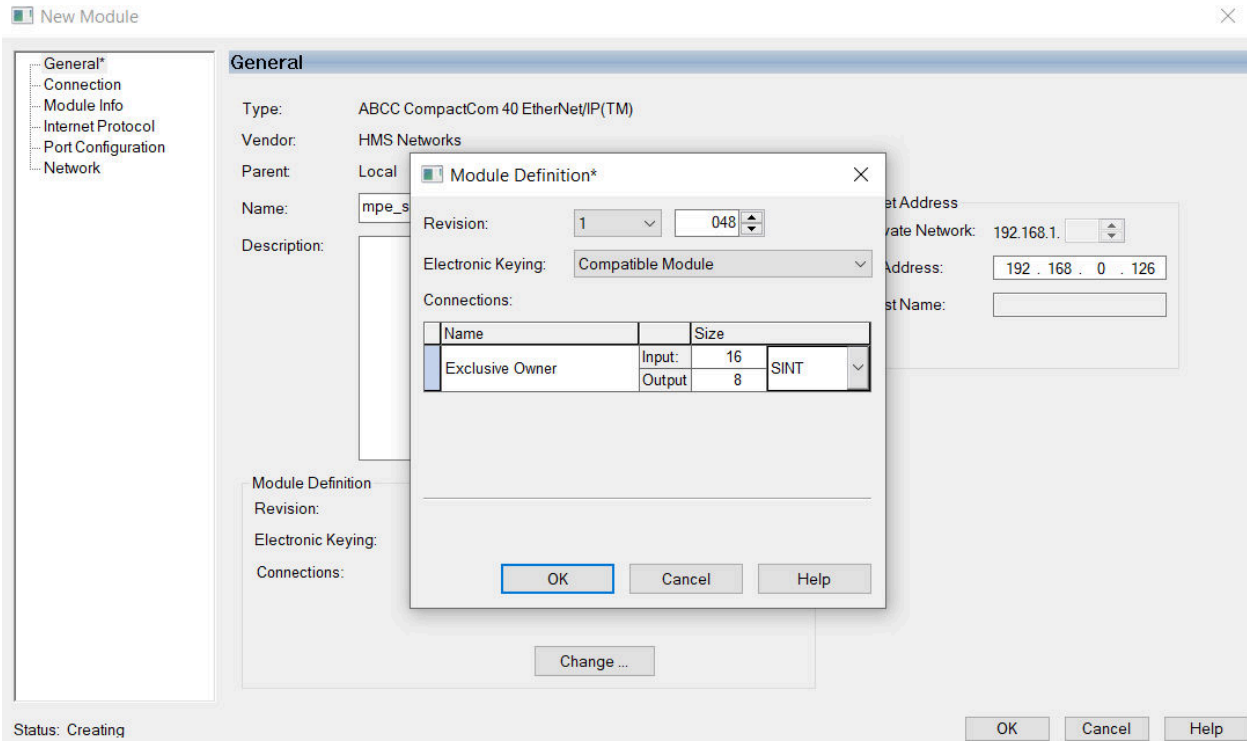 New Module
General*
Connection
Module Info
Internet Protocol
Port Configuration
Network
General
Type: ABCC CompactCom 40 EtherNet/IP(TM)
Vendor: HMS Networks
Parent: Local
Name: mpe_s
Description:
et Address
vate Network: 192.168.1.
Address: 192 . 168 . 0 . 126
st Name:
Module Definition
Revision:
Electronic Keying:
Connections:
Change ...
Module Definition*
Revision: 1 048
Electronic Keying: Compatible Module
Connections:
Name Size
Exclusive Owner Input: 16 SINT
Output 8
OK Cancel Help
Status: Creating
OK Cancel Help